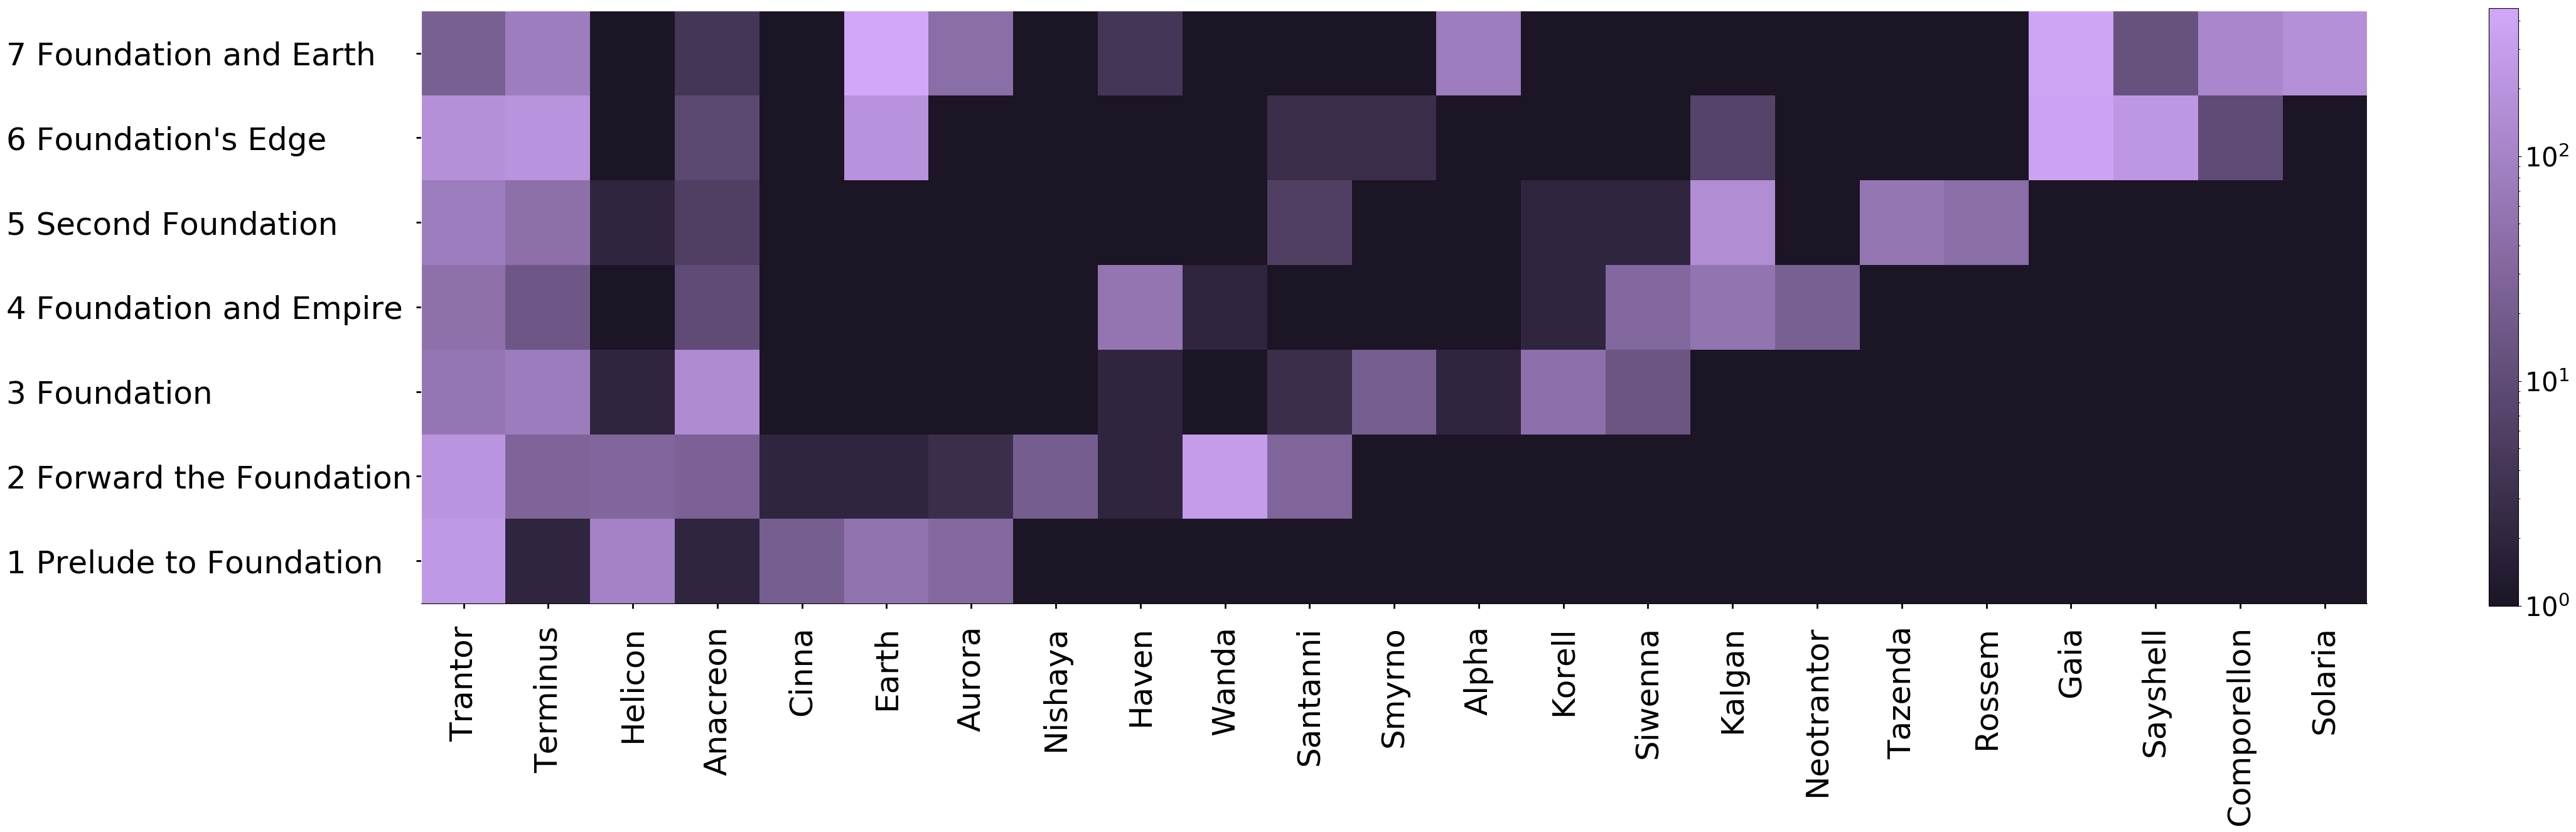 7 Foundation and Earth
6 Foundation's Edge
5 Second Foundation
4 Foundation and Empire
3 Foundation
2 Forward the Foundation
1 Prelude to Foundation
Trantor
Terminus
Helicon
Anacreon
Cinna
Earth
Aurora
Nishaya
Haven
Wanda
Santanni
Smyrno
Alpha
Korell
Siwenna
Kalgan
Neotrantor
Tazenda
Rossem
Gaia
Sayshell
Comporellon
Solaria
10²
10¹
10⁰